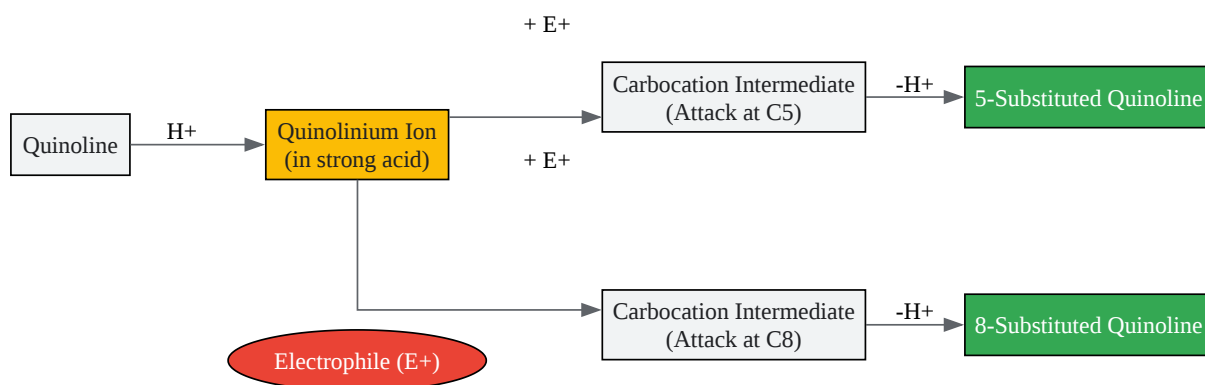 + E+
Carbocation Intermediate
(Attack at C5)
-H+
5-Substituted Quinoline
Quinoline
H+
Quinolinium Ion
(in strong acid)
+ E+
Carbocation Intermediate
(Attack at C8)
-H+
8-Substituted Quinoline
Electrophile (E+)